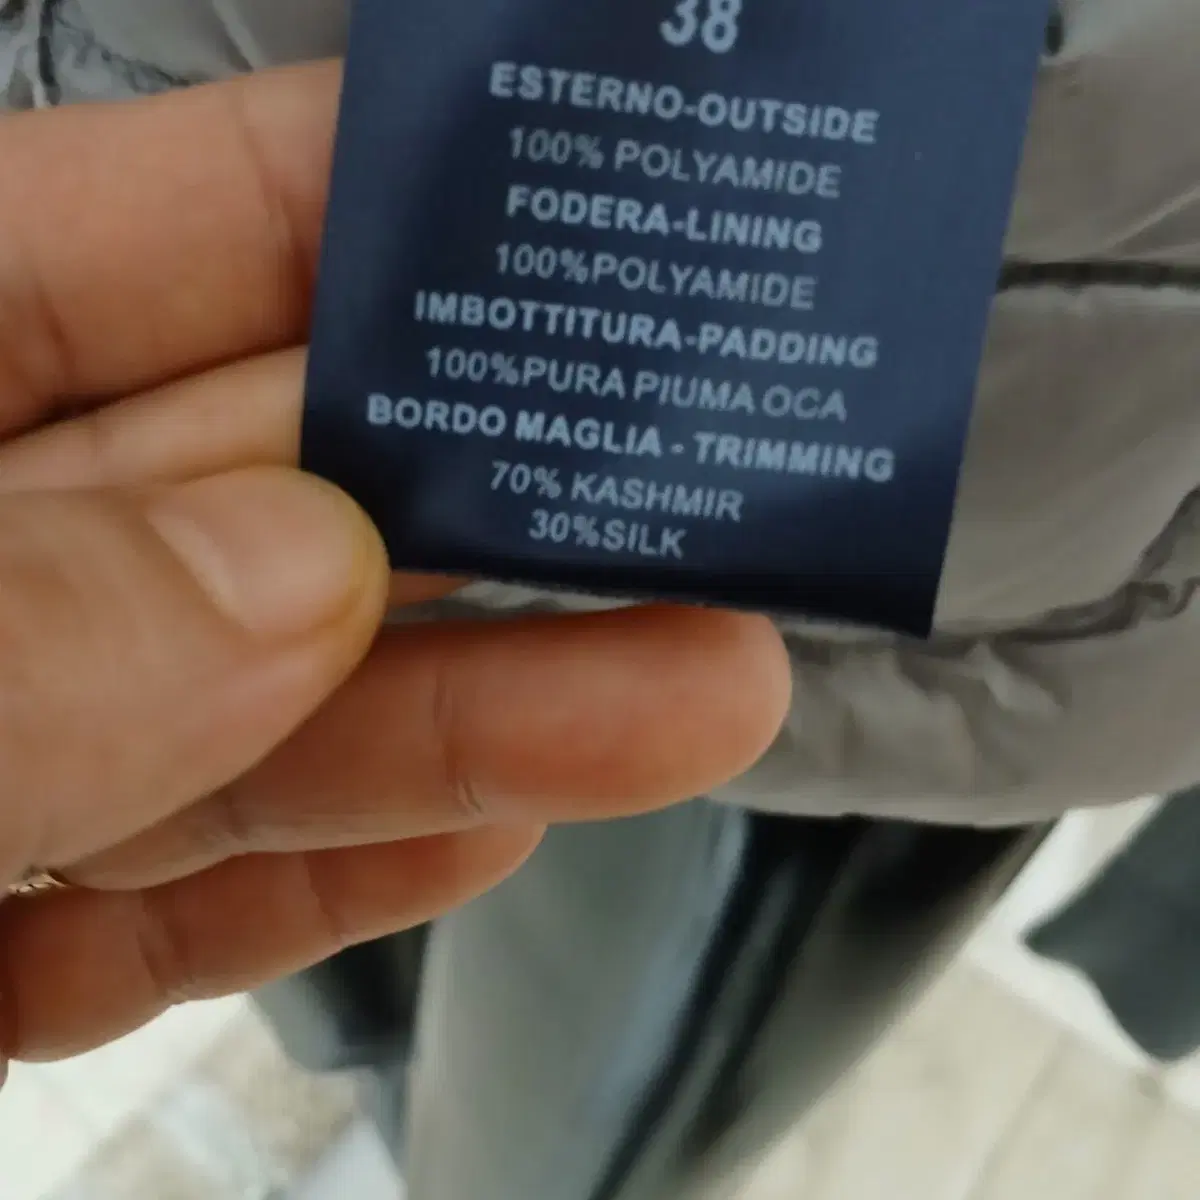 38
ESTERNO-OUTSIDE
100% POLYAMIDE
FODERA-LINING
100%POLYAMIDE
IMBOTTITURA-PADDING
100%PURA PIUMA OCA
BORDO MAGLIA - TRIMMING
70% KASHMIR
30%SILK